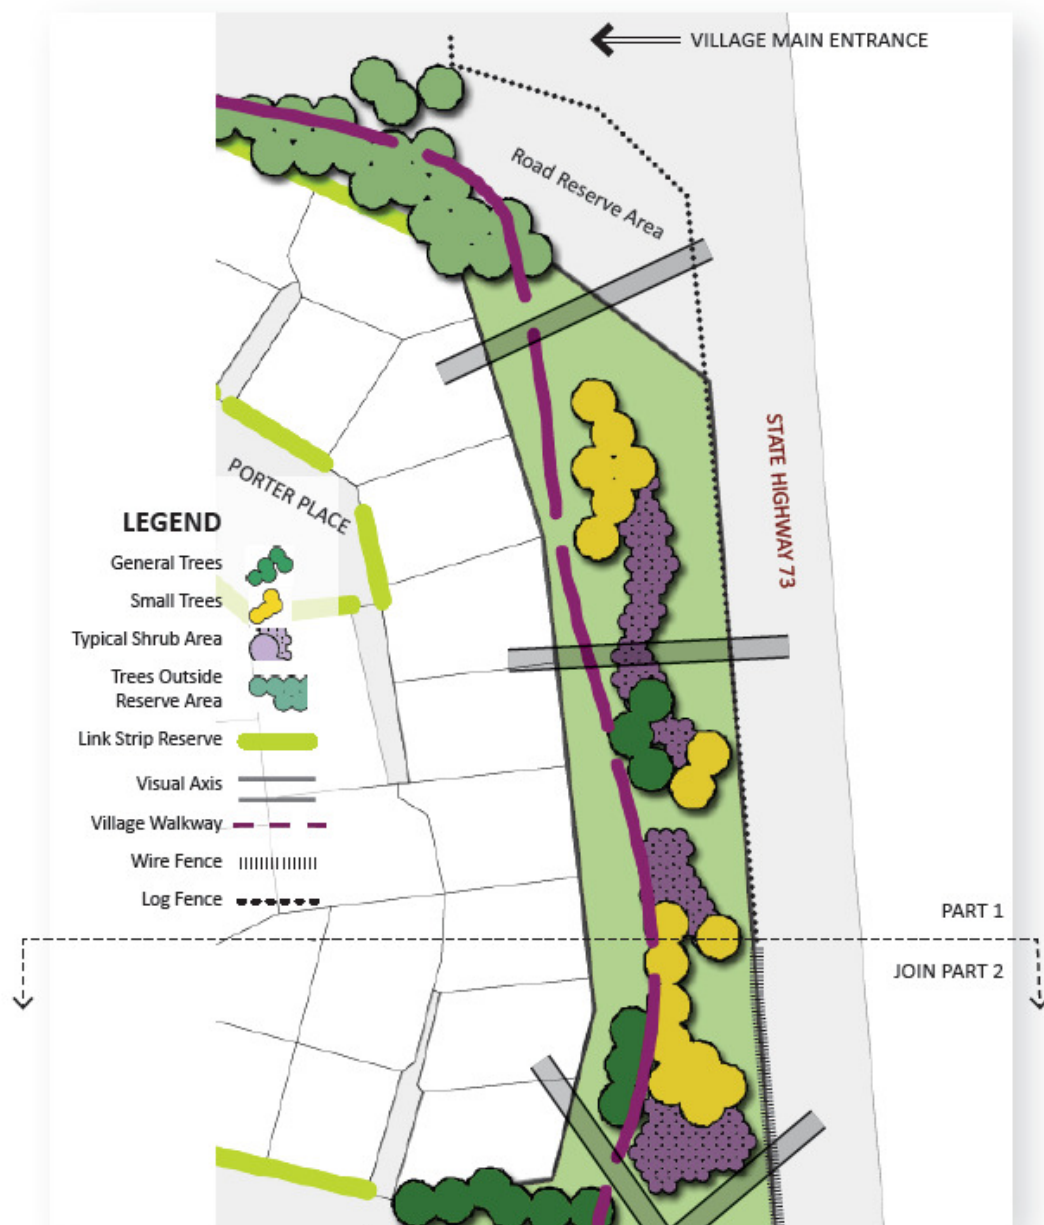 VILLAGE MAIN ENTRANCE
Road Reserve Area
STATE HIGHWAY 73
PORTER PLACE
LEGEND
General Trees
Small Trees
Typical Shrub Area
Trees Outside
Reserve Area
Link Strip Reserve
Visual Axis
Village Walkway
Wire Fence
Log Fence
PART 1
JOIN PART 2